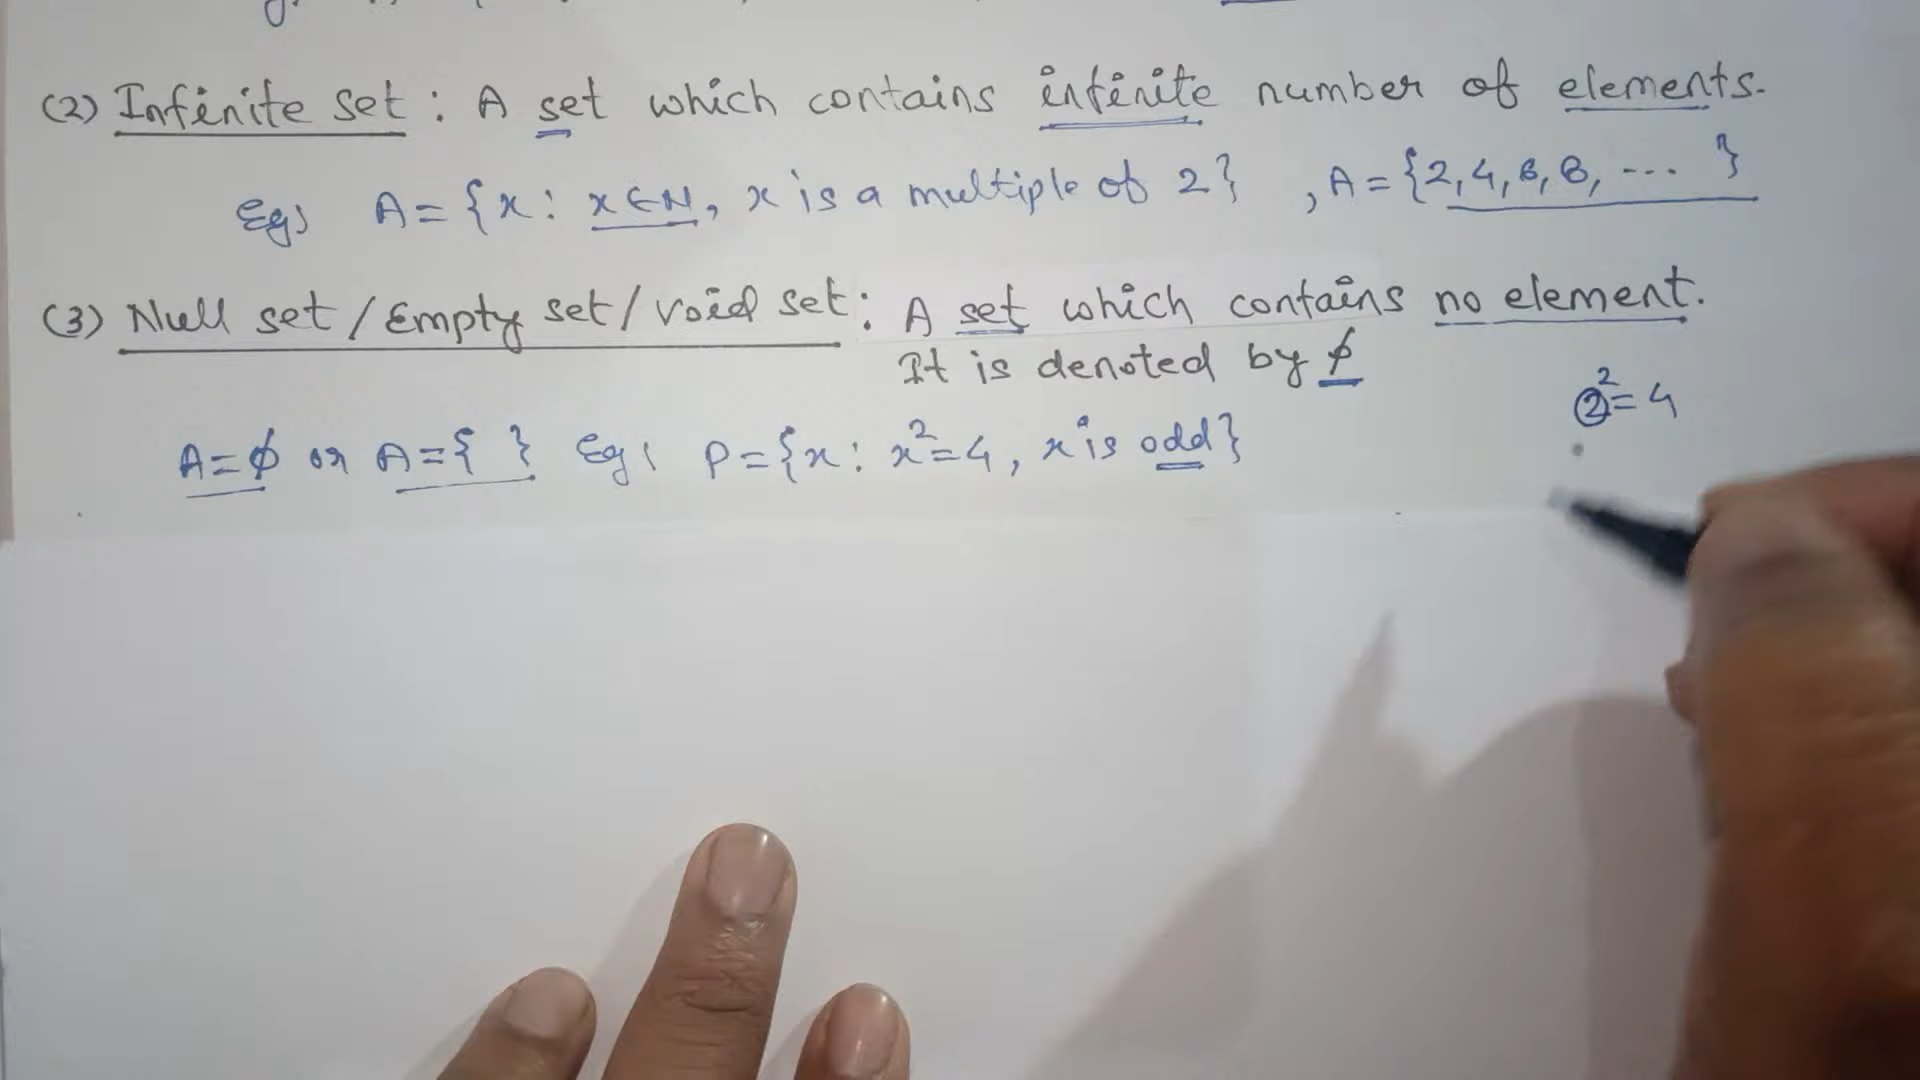 (2) Infinite set : A set which contains infinite number of elements.
Eg; A = {x : x ∈ N, x is a multiple of 2} , A = {2, 4, 6, 8, --- }
(3) Null set / Empty set / void set : A set which contains no element.
It is denoted by ϕ
2² = 4
A = ϕ or A = { } Eg; P = {x : x² = 4, x is odd}